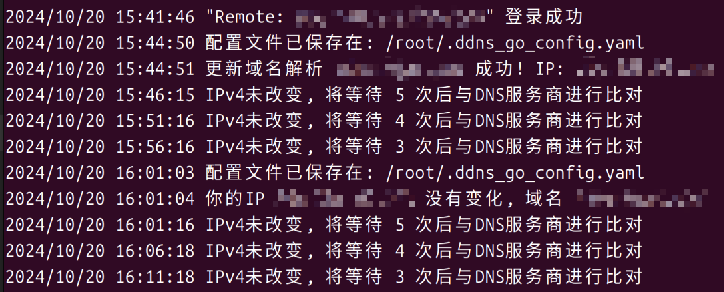 2024/10/20 15:41:46 "Remote: " 登录成功
2024/10/20 15:44:50 配置文件已保存在: /root/.ddns_go_config.yaml
2024/10/20 15:44:51 更新域名解析 成功! IP:
2024/10/20 15:46:15 IPv4未改变, 将等待 5 次后与DNS服务商进行比对
2024/10/20 15:51:16 IPv4未改变, 将等待 4 次后与DNS服务商进行比对
2024/10/20 15:56:16 IPv4未改变, 将等待 3 次后与DNS服务商进行比对
2024/10/20 16:01:03 配置文件已保存在: /root/.ddns_go_config.yaml
2024/10/20 16:01:04 你的IP 没有变化, 域名
2024/10/20 16:01:16 IPv4未改变, 将等待 5 次后与DNS服务商进行比对
2024/10/20 16:06:18 IPv4未改变, 将等待 4 次后与DNS服务商进行比对
2024/10/20 16:11:18 IPv4未改变, 将等待 3 次后与DNS服务商进行比对